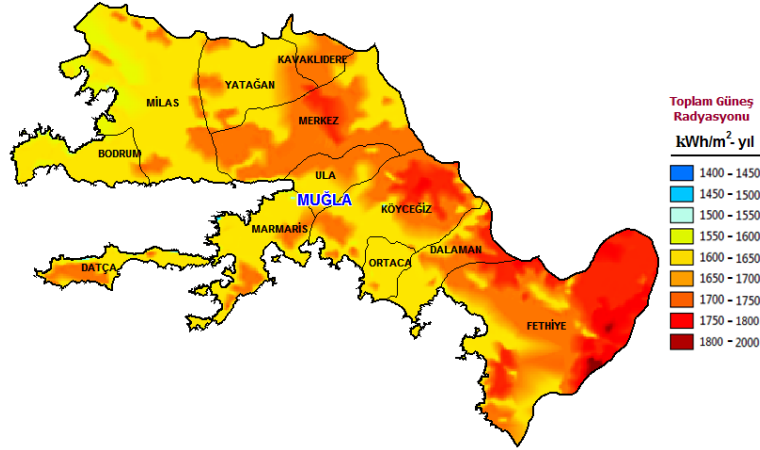 KAVAKLIDERE
YATAĞAN
MİLAS
MERKEZ
BODRUM
ULA
MUĞLA
KÖYCEĞİZ
MARMARİS
DALAMAN
ORTACA
DATÇA
FETHİYE
Toplam Güneş
Radyasyonu
kWh/m²- yıl
1400 - 1450
1450 - 1500
1500 - 1550
1550 - 1600
1600 - 1650
1650 - 1700
1700 - 1750
1750 - 1800
1800 - 2000